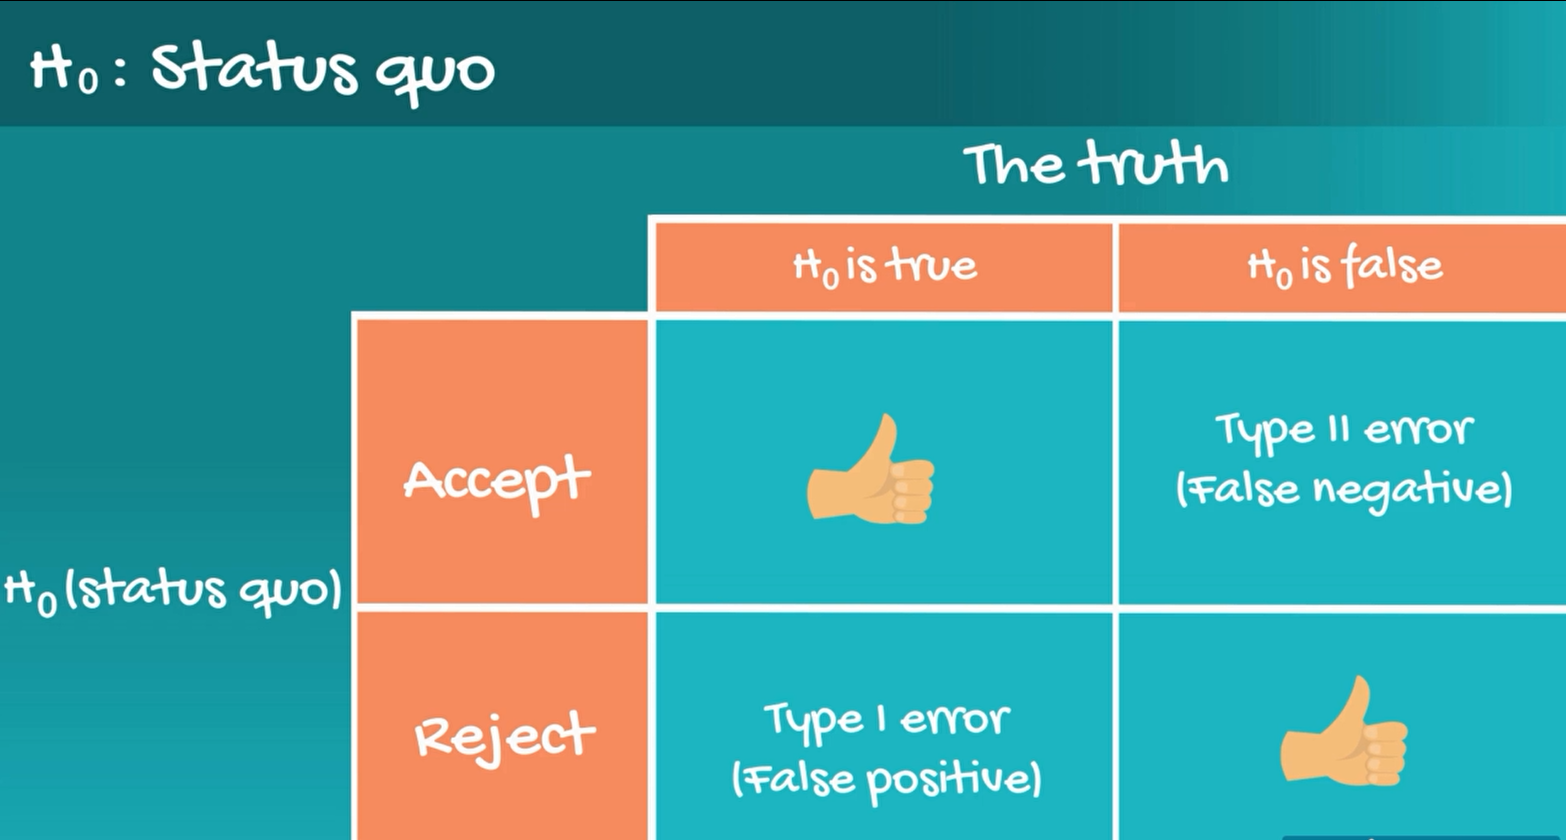 H₀: Status quo
The truth
H₀ is true
H₀ is false
Accept
Type II error
(False negative)
H₀ (status quo)
Reject
Type I error
(False positive)